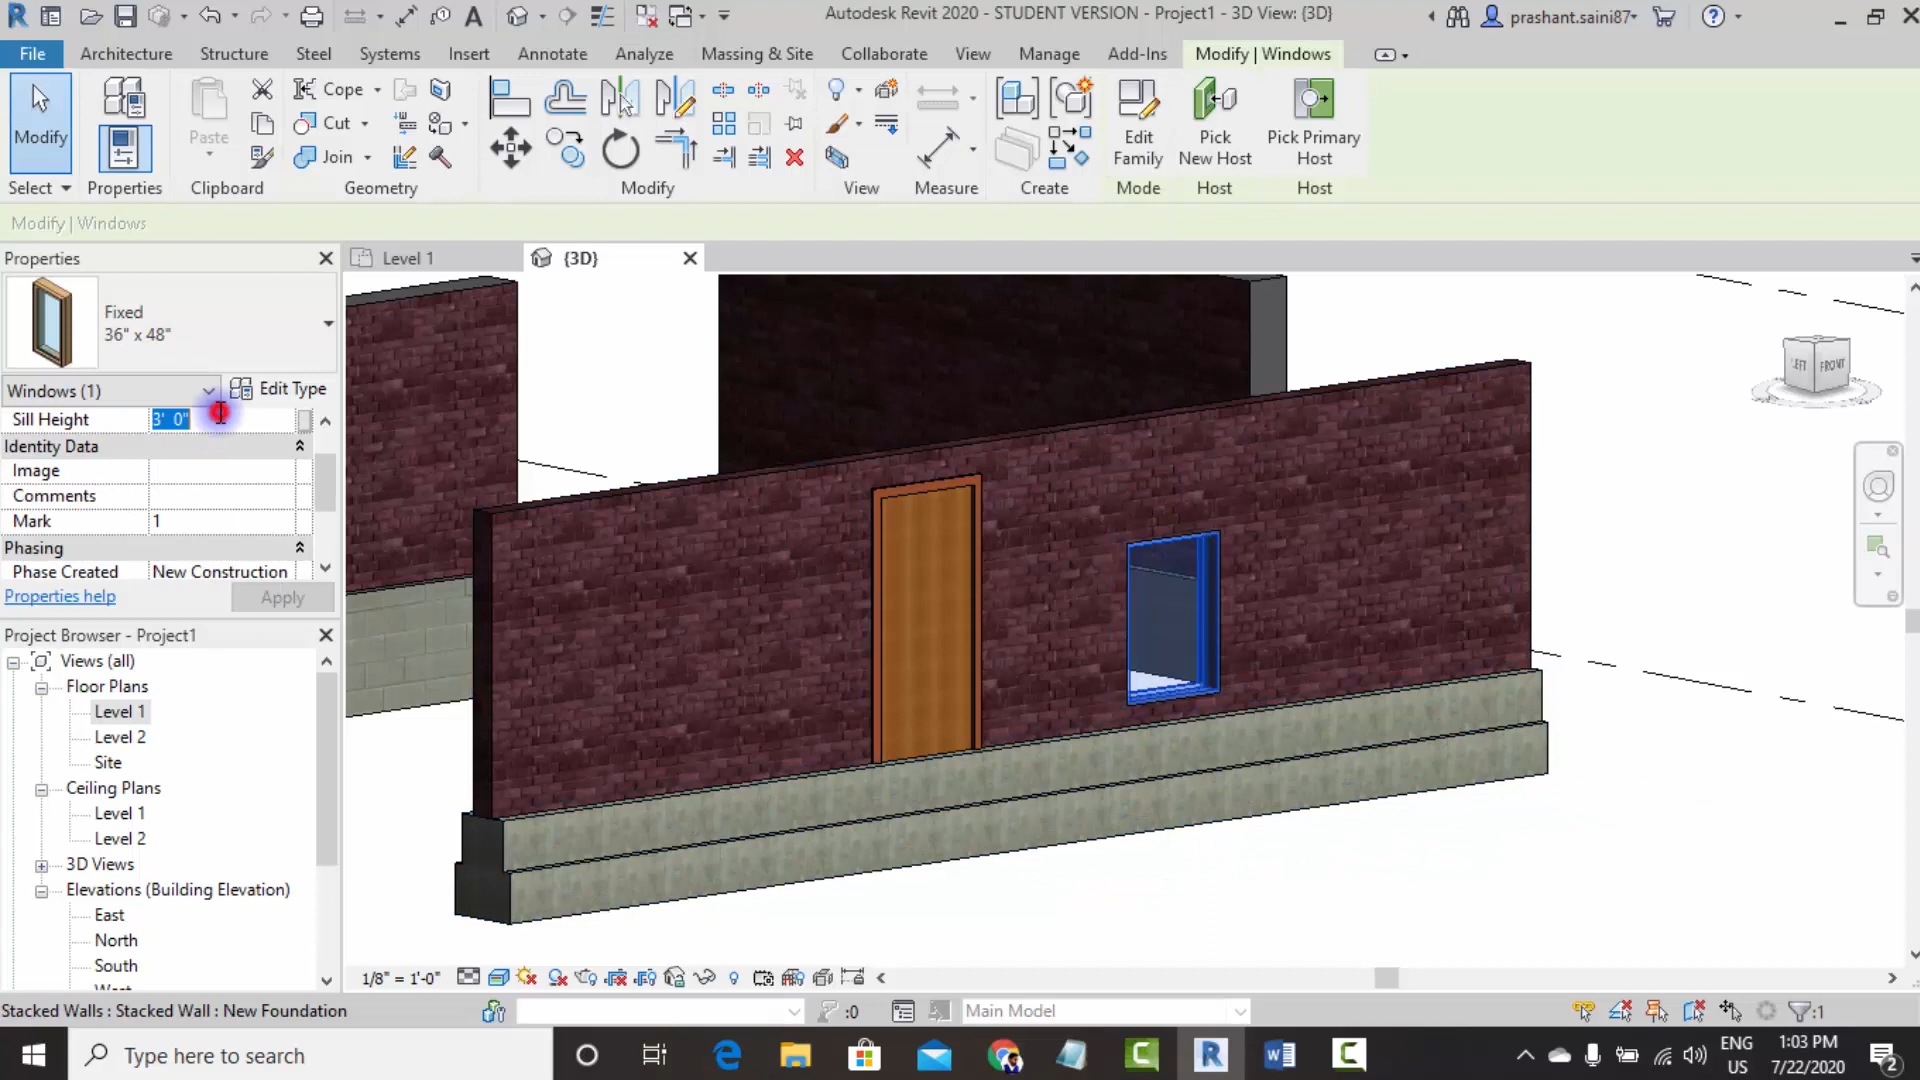 Autodesk Revit 2020 - STUDENT VERSION - Project1 - 3D View: {3D}
prashant.saini87
File
Architecture
Structure
Steel
Systems
Insert
Annotate
Analyze
Massing & Site
Collaborate
View
Manage
Add-Ins
Modify | Windows
Modify
Paste
Cope
Cut
Join
Edit
Family
Pick
New Host
Pick Primary
Host
Select
Properties
Clipboard
Geometry
Modify
View
Measure
Create
Mode
Host
Host
Modify | Windows
Properties
Level 1
{3D}
Fixed
36" x 48"
Windows (1)
Edit Type
Sill Height
3' 0"
Identity Data
Image
Comments
Mark
1
Phasing
Phase Created
New Construction
Properties help
Apply
LEFT
FRONT
Project Browser - Project1
Views (all)
Floor Plans
Level 1
Level 2
Site
Ceiling Plans
Level 1
Level 2
3D Views
Elevations (Building Elevation)
East
North
South
West
1/8" = 1'-0"
Stacked Walls : Stacked Wall : New Foundation
:0
Main Model
:1
Type here to search
ENG
US
1:03 PM
7/22/2020
2